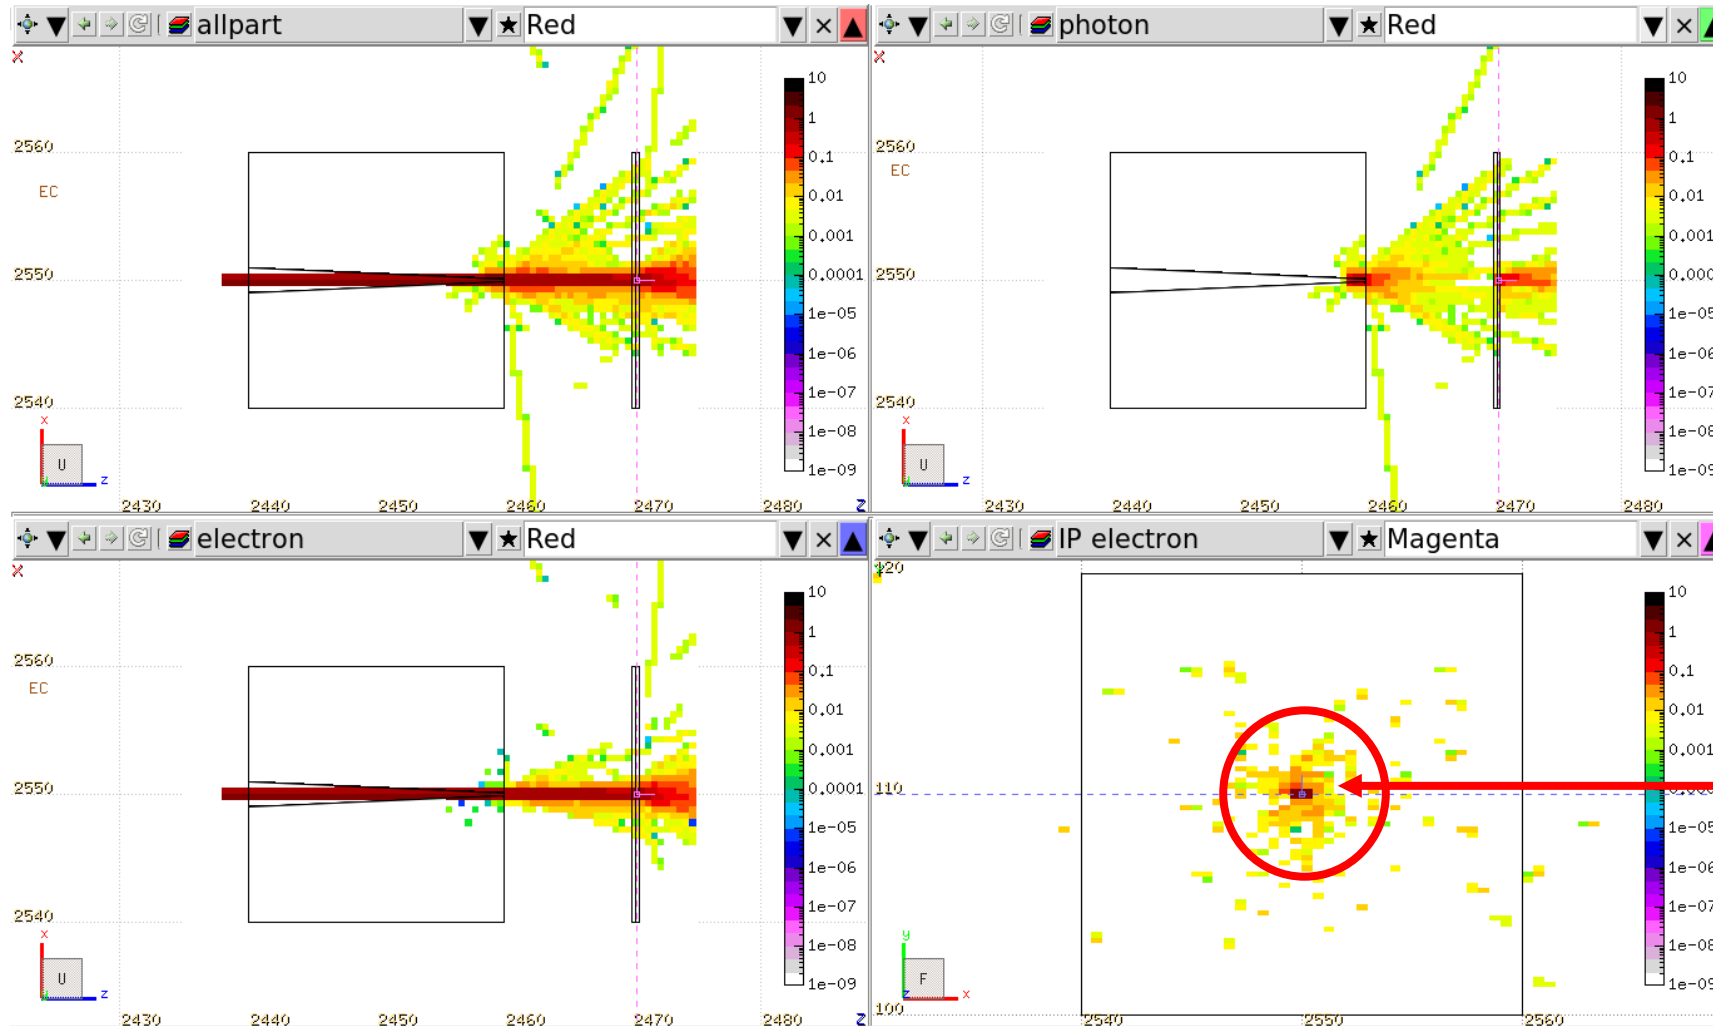 allpart Red
10
1
0.1
0.01
0.001
0.0001
1e-05
1e-06
1e-07
1e-08
1e-09
X
2560
EC
2550
2540
x
U
z
2430 2440 2450 2460 2470 2480 Z
photon Red
10
1
0.1
0.01
0.001
0.000
1e-05
1e-06
1e-07
1e-08
1e-09
X
2560
EC
2550
2540
x
U
z
2430 2440 2450 2460 2470 2480
electron Red
10
1
0.1
0.01
0.001
0.0001
1e-05
1e-06
1e-07
1e-08
1e-09
X
2560
EC
2550
2540
x
U
z
2430 2440 2450 2460 2470 2480 Z
IP electron Magenta
10
1
0.1
0.01
0.001
1e-05
1e-06
1e-07
1e-08
1e-09
120
110
100
y
F
z
x
2540 2550 2560